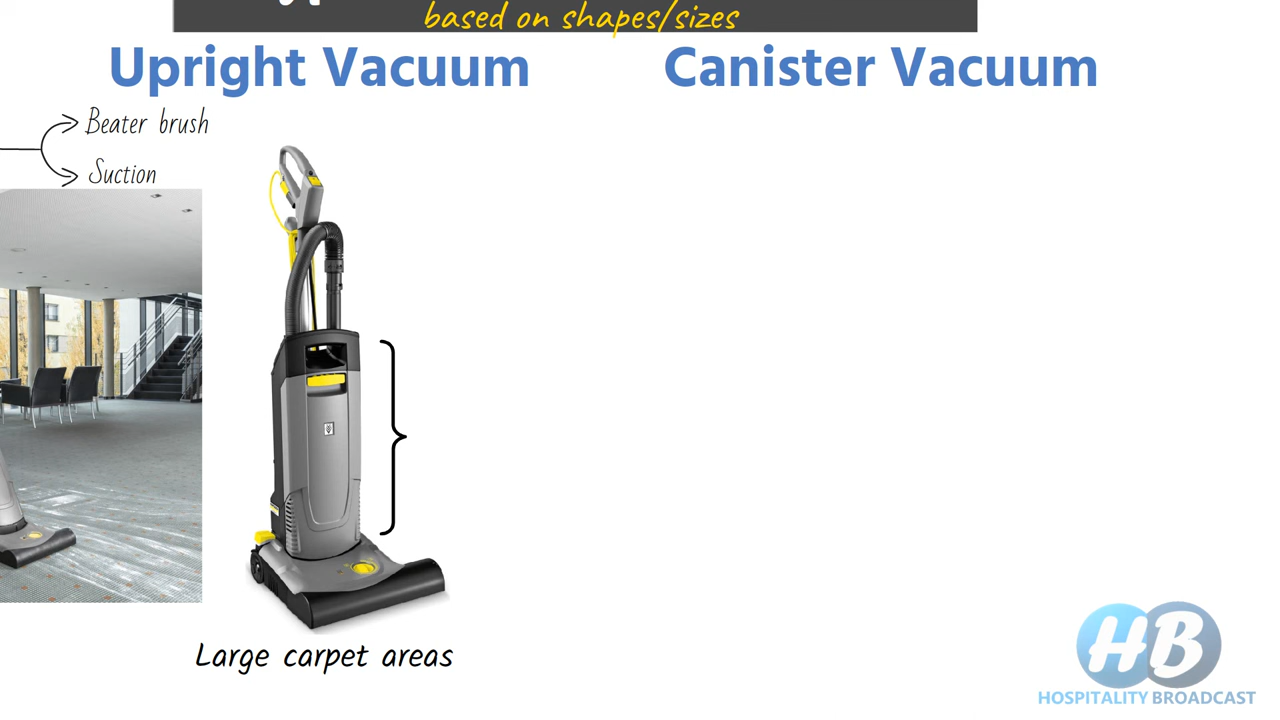 based on shapes/sizes
Upright Vacuum
Canister Vacuum
Beater brush
Suction
Large carpet areas
HB
HOSPITALITY BROADCAST